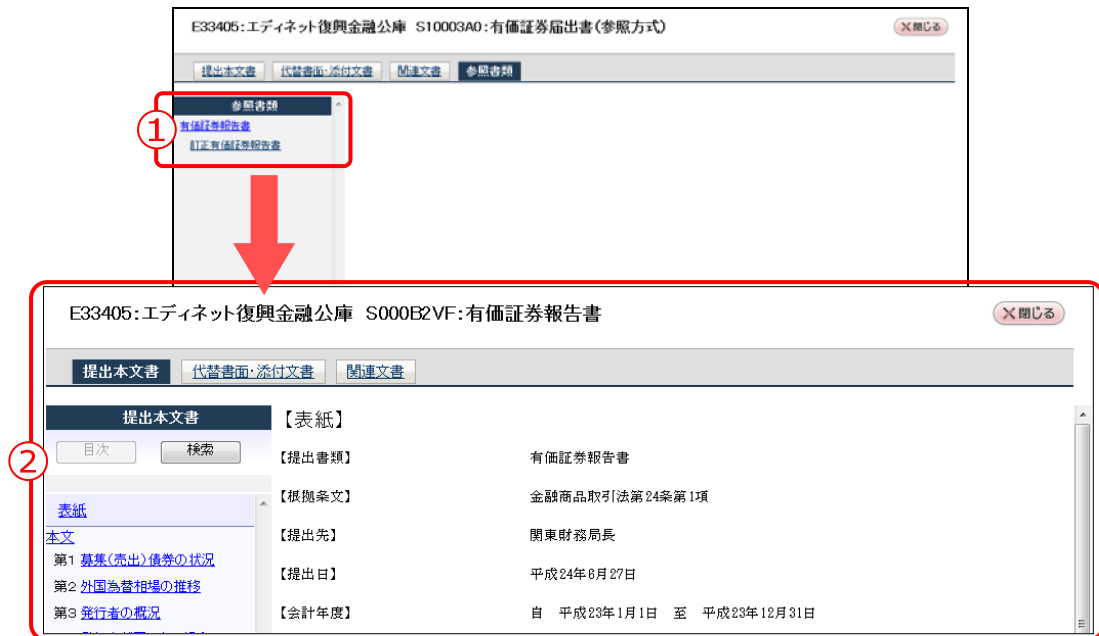 E33405:エディネット復興金融公庫 S10003A0:有価証券届出書(参照方式)
×閉じる
提出本文書 代替書面・添付文書 関連文書 参照書類
参照書類
①
有価証券報告書
訂正有価証券報告書
E33405:エディネット復興金融公庫 S000B2VF:有価証券報告書
×閉じる
提出本文書 代替書面・添付文書 関連文書
提出本文書
②
目次 検索
表紙
本文
第1 募集(売出)債券の状況
第2 外国為替相場の推移
第3 発行者の概況
【表紙】
【提出書類】 有価証券報告書
【根拠条文】 金融商品取引法第24条第1項
【提出先】 関東財務局長
【提出日】 平成24年6月27日
【会計年度】 自 平成23年1月1日 至 平成23年12月31日